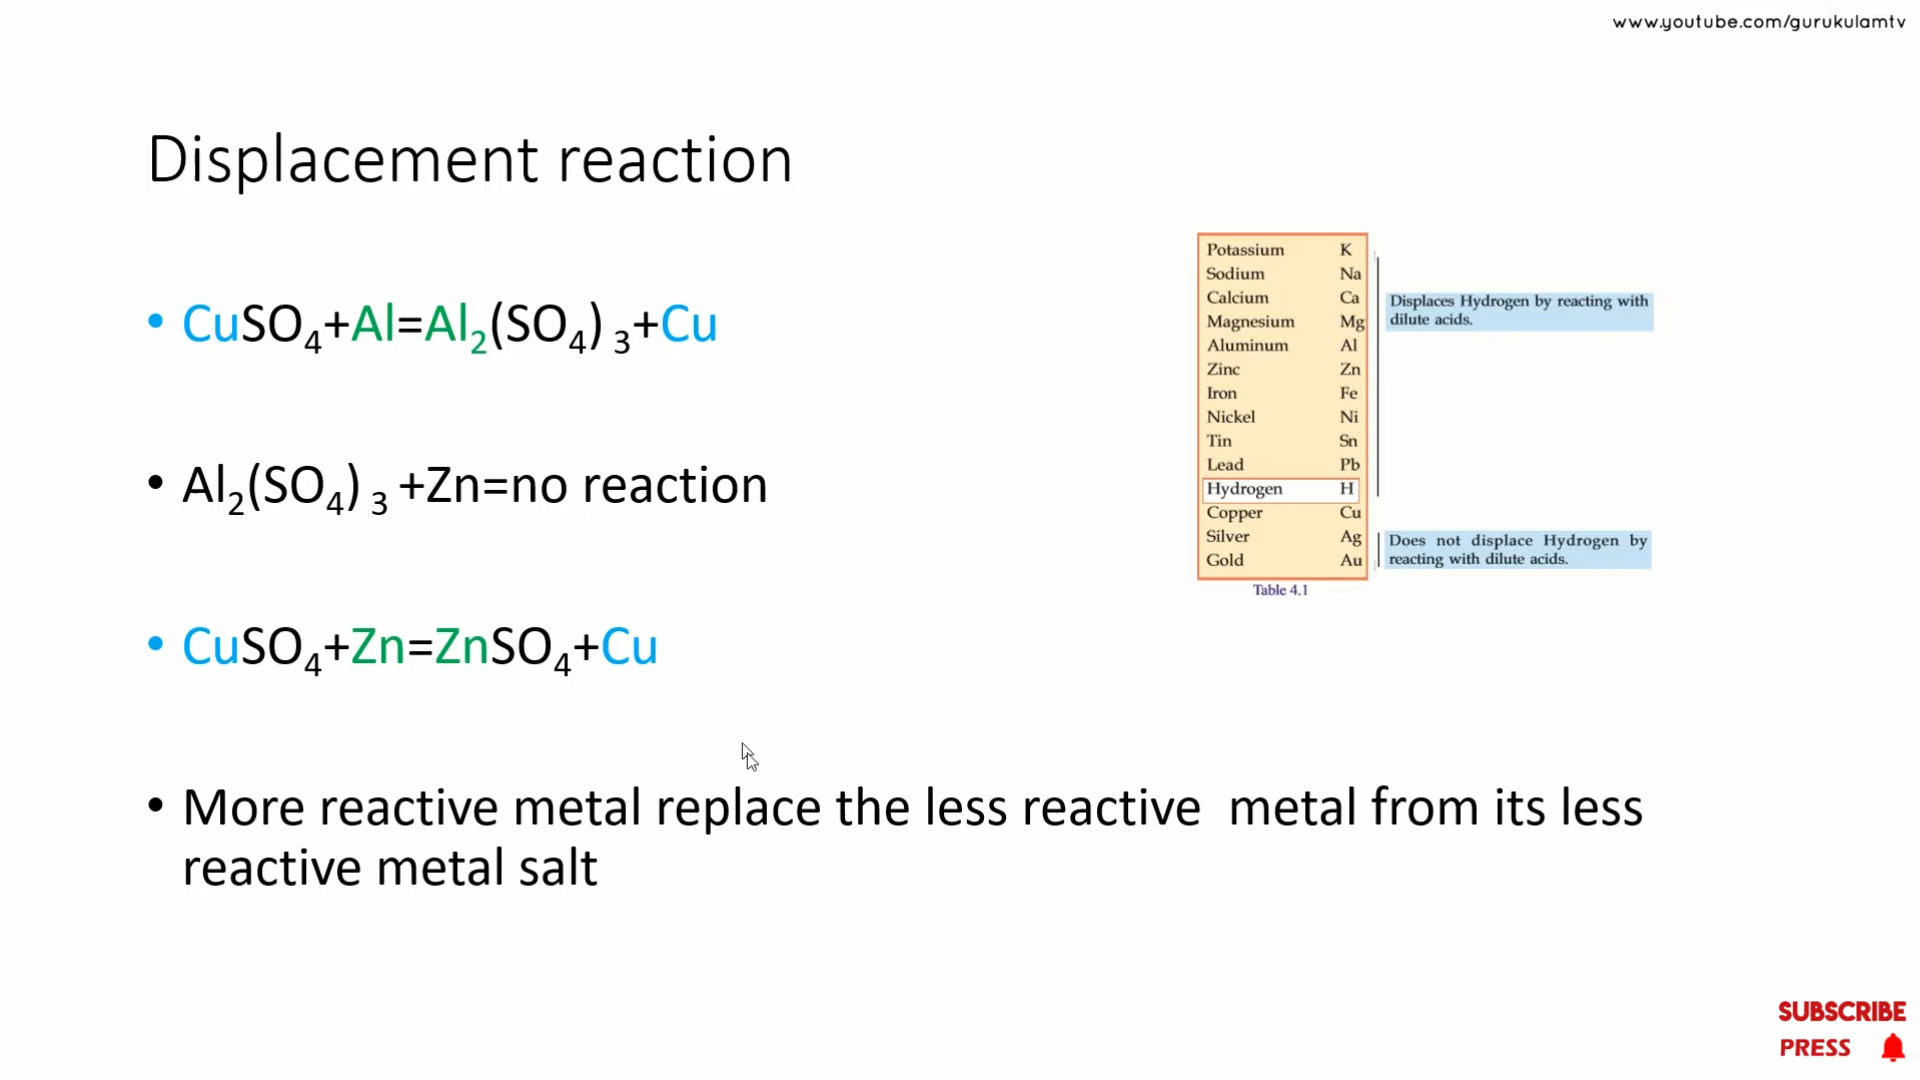 www.youtube.com/gurukulamtv
Displacement reaction
• CuSO4+Al=Al2(SO4) 3+Cu
• Al2(SO4) 3 +Zn=no reaction
• CuSO4+Zn=ZnSO4+Cu
• More reactive metal replace the less reactive  metal from its less
reactive metal salt
Potassium K
Sodium Na
Calcium Ca
Magnesium Mg
Aluminum Al
Zinc Zn
Iron Fe
Nickel Ni
Tin Sn
Lead Pb
Hydrogen H
Copper Cu
Silver Ag
Gold Au
Table 4.1
Displaces Hydrogen by reacting with
dilute acids.
Does not displace Hydrogen by
reacting with dilute acids.
SUBSCRIBE
PRESS